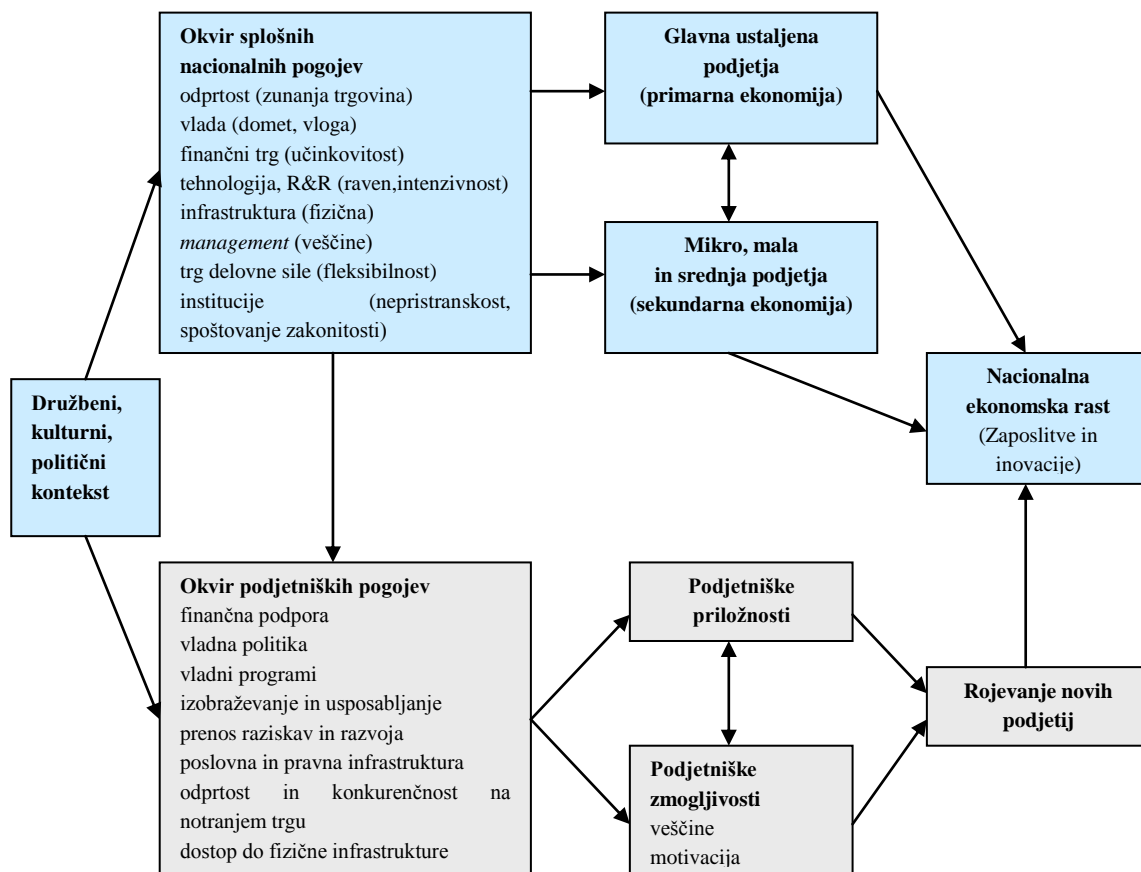 Okvir splošnih
nacionalnih pogojev
odprtost (zunanja trgovina)
vlada (domet, vloga)
finančni trg (učinkovitost)
tehnologija, R&R (raven,intenzivnost)
infrastruktura (fizična)
management (veščine)
trg delovne sile (fleksibilnost)
institucije (nepristranskost,
spoštovanje zakonitosti)
Glavna ustaljena
podjetja
(primarna ekonomija)
Mikro, mala
in srednja podjetja
(sekundarna ekonomija)
Družbeni,
kulturni,
politični
kontekst
Nacionalna
ekonomska rast
(Zaposlitve in
inovacije)
Okvir podjetniških pogojev
finančna podpora
vladna politika
vladni programi
izobraževanje in usposabljanje
prenos raziskav in razvoja
poslovna in pravna infrastruktura
odprtost in konkurenčnost na
notranjem trgu
dostop do fizične infrastrukture
Podjetniške
priložnosti
Podjetniške
zmogljivosti
veščine
motivacija
Rojevanje novih
podjetij